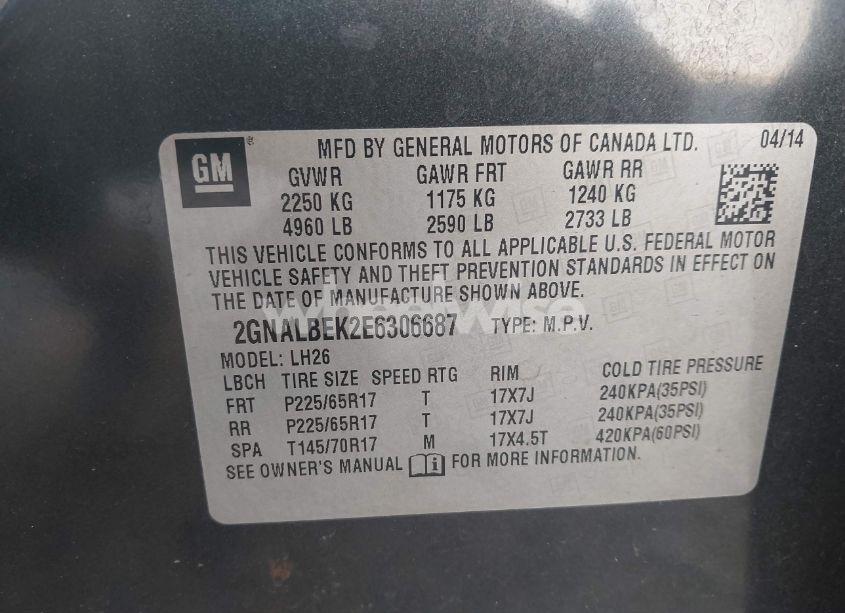 GM
MFD BY GENERAL MOTORS OF CANADA LTD. 04/14
GVWR GAWR FRT GAWR RR
2250 KG 1175 KG 1240 KG
4960 LB 2590 LB 2733 LB
THIS VEHICLE CONFORMS TO ALL APPLICABLE U.S. FEDERAL MOTOR
VEHICLE SAFETY AND THEFT PREVENTION STANDARDS IN EFFECT ON
THE DATE OF MANUFACTURE SHOWN ABOVE.
2GNALBEK2E6306687 TYPE: M.P.V.
MODEL: LH26
LBCH TIRE SIZE SPEED RTG RIM COLD TIRE PRESSURE
FRT P225/65R17 T 17X7J 240KPA(35PSI)
RR P225/65R17 T 17X7J 240KPA(35PSI)
SPA T145/70R17 M 17X4.5T 420KPA(60PSI)
SEE OWNER'S MANUAL FOR MORE INFORMATION.